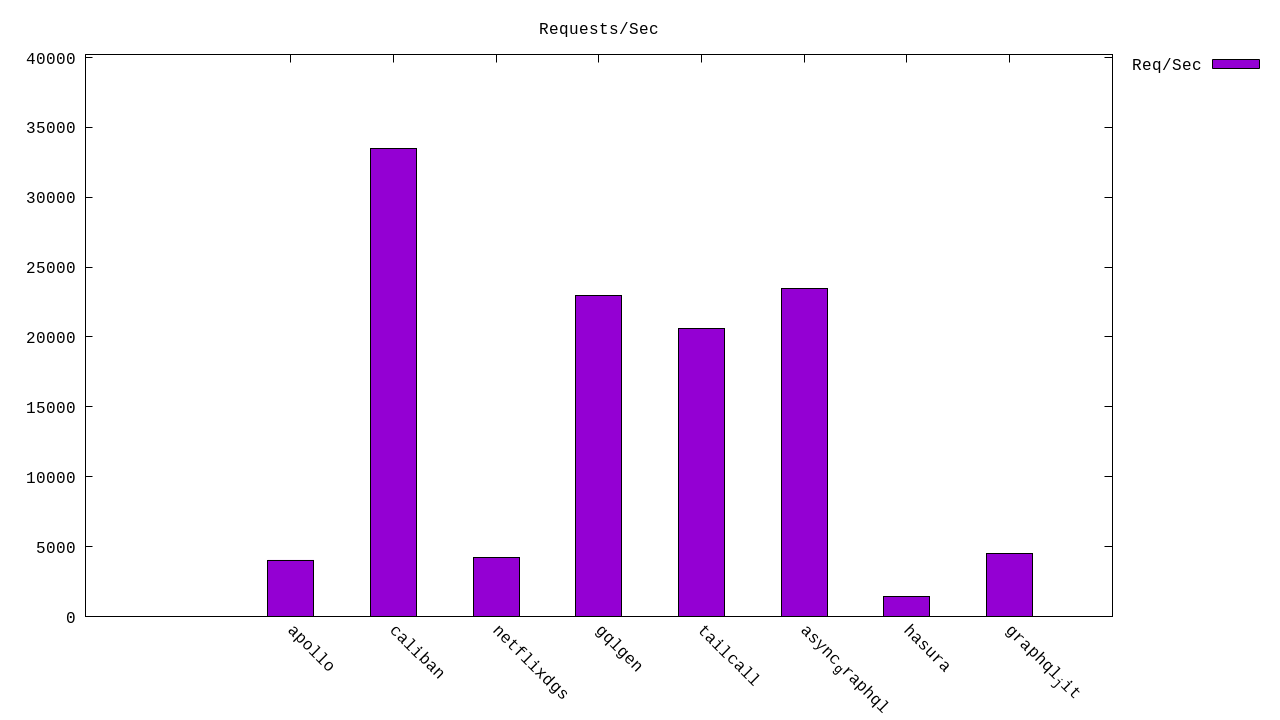 Requests/Sec
Req/Sec
40000
35000
30000
25000
20000
15000
10000
5000
0
apollo
caliban
netflixdgs
gqlgen
tailcall
async_graphql
hasura
graphql_jit